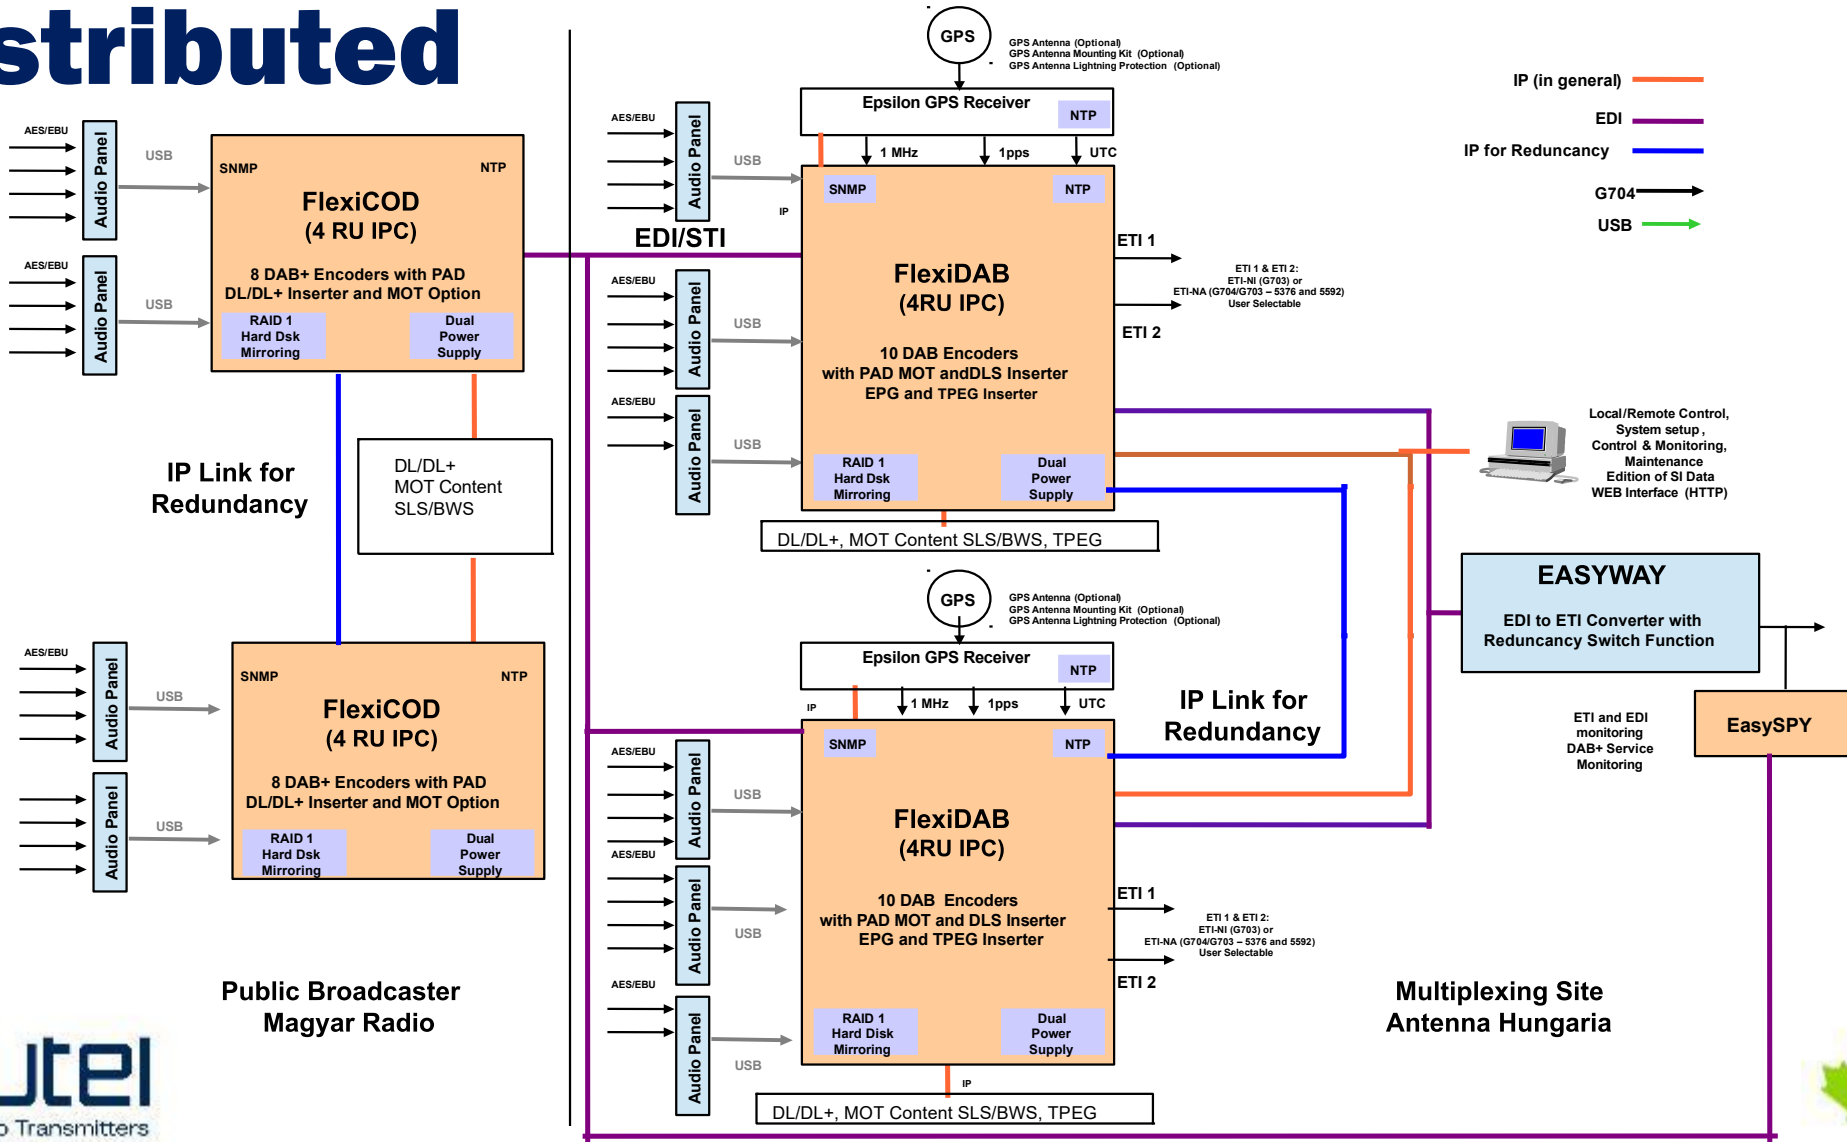 stributed
AES/EBU
Audio Panel
USB
AES/EBU
Audio Panel
USB
SNMP
NTP
FlexiCOD
(4 RU IPC)
8 DAB+ Encoders with PAD
DL/DL+ Inserter and MOT Option
RAID 1
Hard Dsk
Mirroring
Dual
Power
Supply
IP Link for
Redundancy
DL/DL+
MOT Content
SLS/BWS
AES/EBU
Audio Panel
USB
Audio Panel
USB
SNMP
NTP
FlexiCOD
(4 RU IPC)
8 DAB+ Encoders with PAD
DL/DL+ Inserter and MOT Option
RAID 1
Hard Dsk
Mirroring
Dual
Power
Supply
Public Broadcaster
Magyar Radio
utel
o Transmitters
GPS
GPS Antenna (Optional)
GPS Antenna Mounting Kit (Optional)
GPS Antenna Lightning Protection (Optional)
Epsilon GPS Receiver
NTP
1 MHz
1pps
UTC
AES/EBU
Audio Panel
USB
IP
EDI/STI
AES/EBU
Audio Panel
USB
AES/EBU
Audio Panel
USB
SNMP
NTP
FlexiDAB
(4RU IPC)
10 DAB Encoders
with PAD MOT andDLS Inserter
EPG and TPEG Inserter
RAID 1
Hard Dsk
Mirroring
Dual
Power
Supply
DL/DL+, MOT Content SLS/BWS, TPEG
ETI 1
ETI 2
ETI 1 & ETI 2:
ETI-NI (G703) or
ETI-NA (G704/G703 – 5376 and 5592)
User Selectable
GPS
GPS Antenna (Optional)
GPS Antenna Mounting Kit (Optional)
GPS Antenna Lightning Protection (Optional)
Epsilon GPS Receiver
NTP
IP
1 MHz
1pps
UTC
AES/EBU
Audio Panel
USB
AES/EBU
Audio Panel
USB
AES/EBU
Audio Panel
USB
SNMP
NTP
FlexiDAB
(4RU IPC)
10 DAB Encoders
with PAD MOT and DLS Inserter
EPG and TPEG Inserter
RAID 1
Hard Disk
Mirroring
Dual
Power
Supply
IP
DL/DL+, MOT Content SLS/BWS, TPEG
ETI 1
ETI 2
ETI 1 & ETI 2:
ETI-NI (G703) or
ETI-NA (G704/G703 – 5376 and 5592)
User Selectable
IP Link for
Redundancy
IP (in general)
EDI
IP for Reduncancy
G704
USB
Local/Remote Control,
System setup ,
Control & Monitoring,
Maintenance
Edition of SI Data
WEB Interface (HTTP)
EASYWAY
EDI to ETI Converter with
Reduncancy Switch Function
ETI and EDI
monitoring
DAB+ Service
Monitoring
EasySPY
Multiplexing Site
Antenna Hungaria